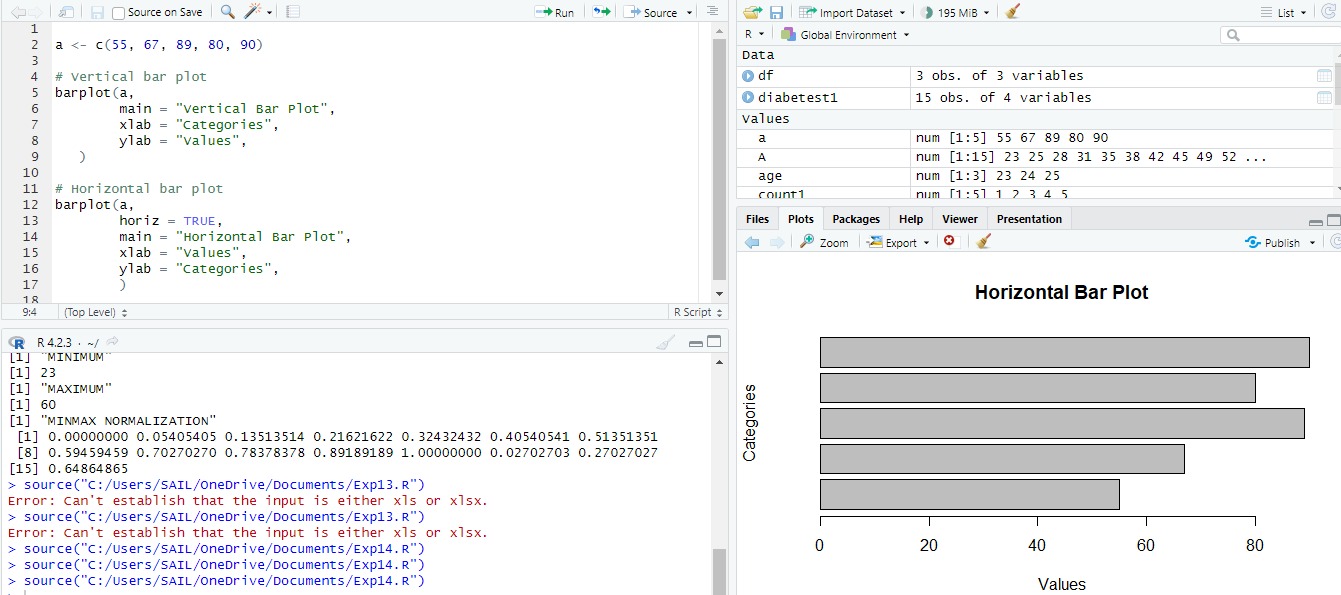 Source on Save
Run
Source
1
2 a <- c(55, 67, 89, 80, 90)
3
4 # Vertical bar plot
5 barplot(a,
6 main = "Vertical Bar Plot",
7 xlab = "Categories",
8 ylab = "Values",
9 )
10
11 # Horizontal bar plot
12 barplot(a,
13 horiz = TRUE,
14 main = "Horizontal Bar Plot",
15 xlab = "Values",
16 ylab = "Categories",
17 )
18
9:4 (Top Level) R Script
R R 4.2.3 · ~/
[1] "MINIMUM"
[1] 23
[1] "MAXIMUM"
[1] 60
[1] "MINMAX NORMALIZATION"
[1] 0.00000000 0.05405405 0.13513514 0.21621622 0.32432432 0.40540541 0.51351351
[8] 0.59459459 0.70270270 0.78378378 0.89189189 1.00000000 0.02702703 0.27027027
[15] 0.64864865
> source("C:/Users/SAIL/OneDrive/Documents/Exp13.R")
Error: Can't establish that the input is either xls or xlsx.
> source("C:/Users/SAIL/OneDrive/Documents/Exp13.R")
Error: Can't establish that the input is either xls or xlsx.
> source("C:/Users/SAIL/OneDrive/Documents/Exp14.R")
> source("C:/Users/SAIL/OneDrive/Documents/Exp14.R")
> source("C:/Users/SAIL/OneDrive/Documents/Exp14.R")
Import Dataset 195 MiB List
R Global Environment
Data
df 3 obs. of 3 variables
diabetest1 15 obs. of 4 variables
Values
a num [1:5] 55 67 89 80 90
A num [1:15] 23 25 28 31 35 38 42 45 49 52 ...
age num [1:3] 23 24 25
count1 num [1:5] 1 2 3 4 5
Files Plots Packages Help Viewer Presentation
Zoom Export Publish
Horizontal Bar Plot
Categories
0 20 40 60 80
Values